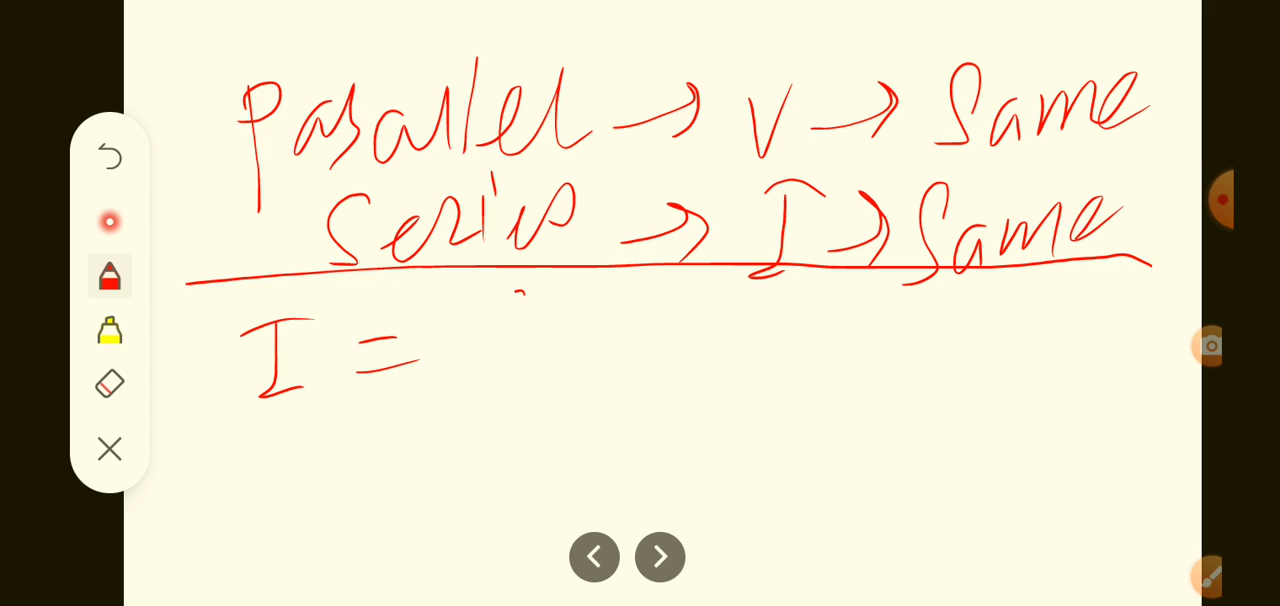 Parallel → V → Same
Series → I → Same
I =